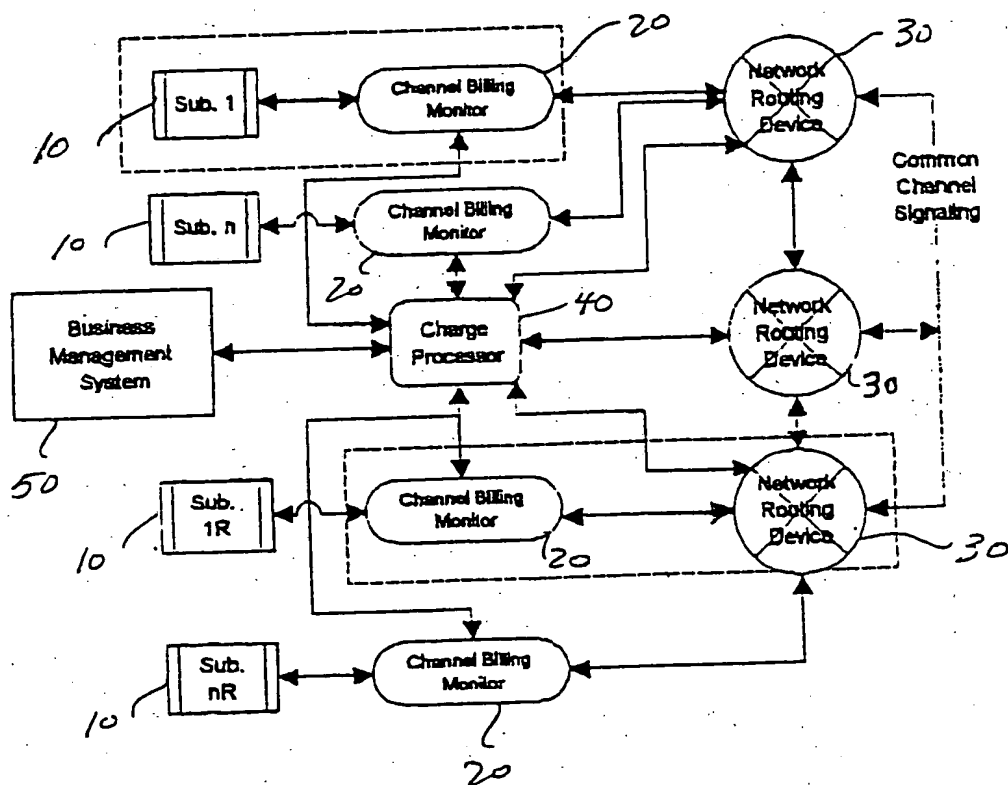 20
30
Sub. 1
Channel Billing
Monitor
Network
Routing
Device
10
Common
Channel
Signaling
Sub. n
Channel Billing
Monitor
10
20
40
Business
Management
System
Charge
Processor
Network
Routing
Device
30
50
Sub.
1R
Channel Billing
Monitor
Network
Routing
Device
10
20
30
Sub.
nR
Channel Billing
Monitor
10
20